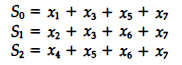 S₀ = x₁ + x₃ + x₅ + x₇
S₁ = x₂ + x₃ + x₆ + x₇
S₂ = x₄ + x₅ + x₆ + x₇